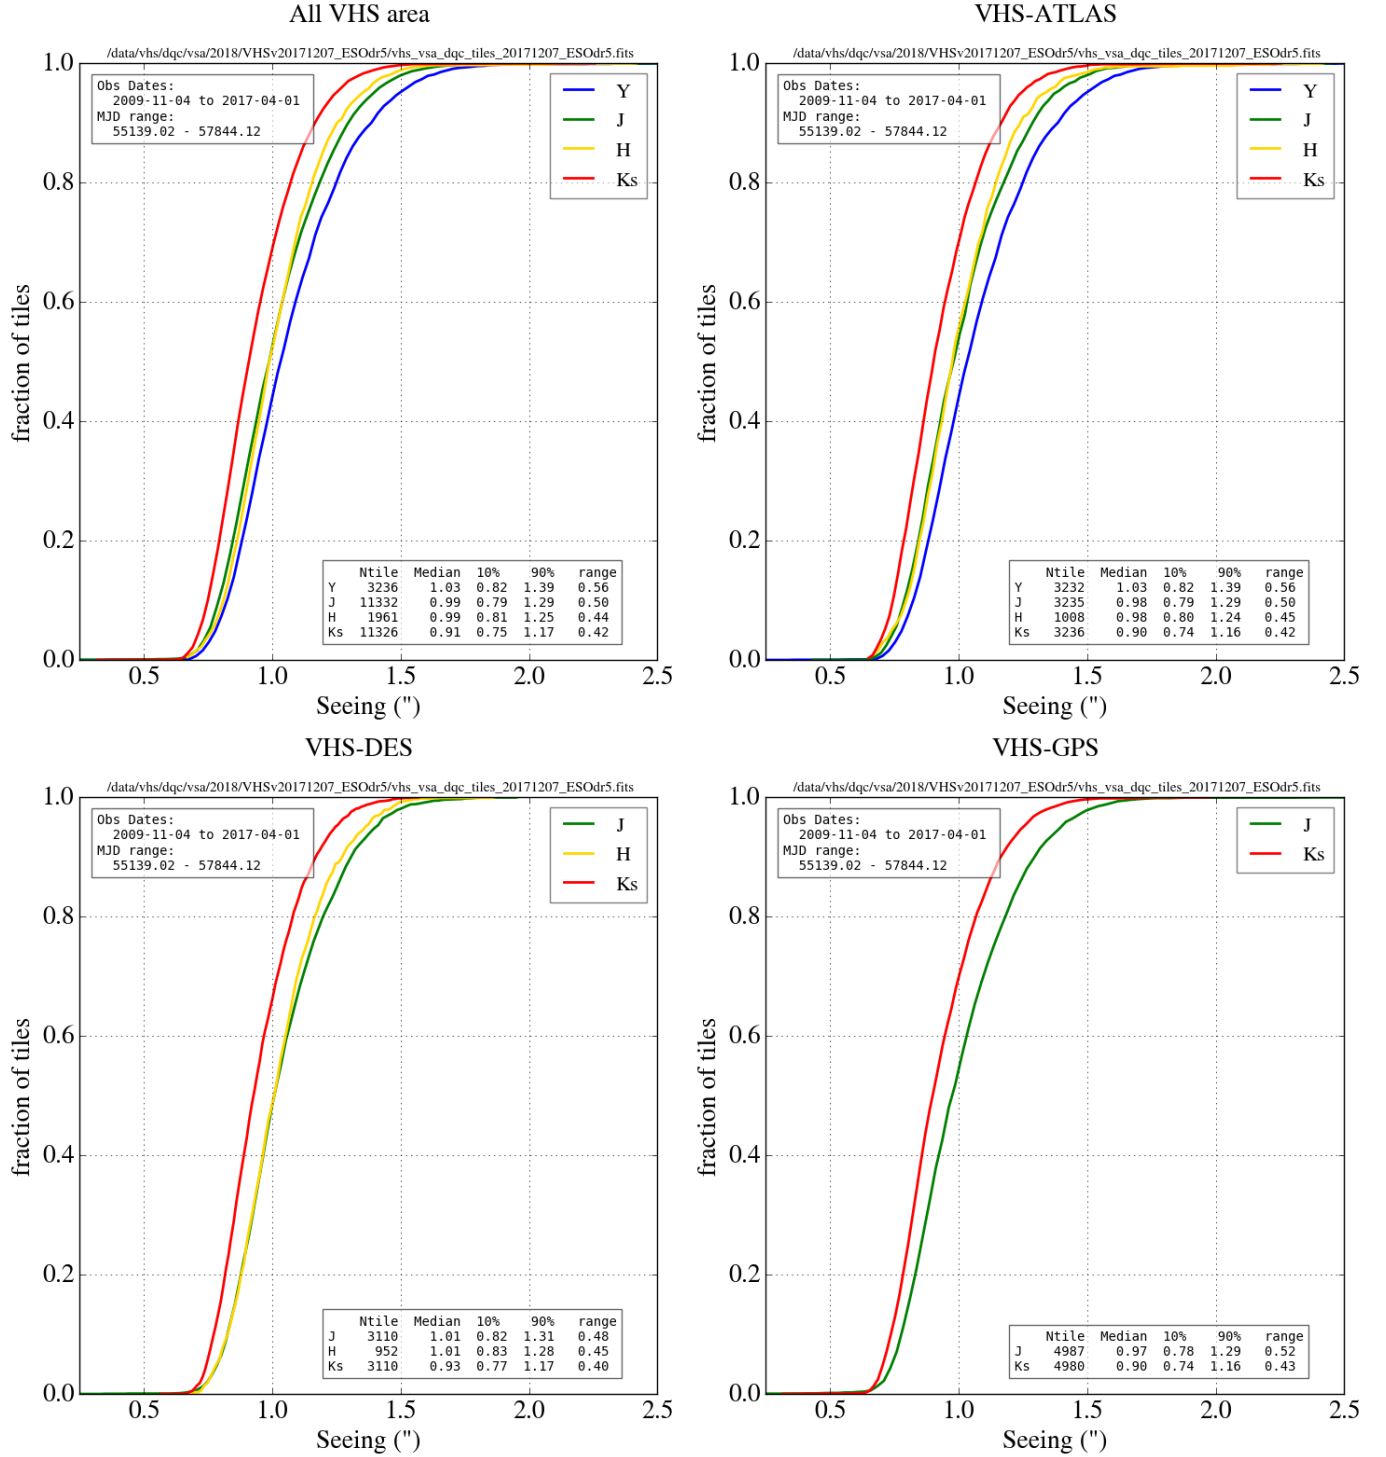 All VHS area
/data/vhs/dqc/vsa/2018/VHSv20171207_ESOdr5/vhs_vsa_dqc_tiles_20171207_ESOdr5.fits
Obs Dates:
2009-11-04 to 2017-04-01
MJD range:
55139.02 - 57844.12
Y
J
H
Ks
1.0
0.8
0.6
0.4
0.2
0.0
fraction of tiles
Ntile Median 10% 90% range
Y 3236 1.03 0.82 1.39 0.56
J 11332 0.99 0.79 1.29 0.50
H 1961 0.99 0.81 1.25 0.44
Ks 11326 0.91 0.75 1.17 0.42
0.5 1.0 1.5 2.0 2.5
Seeing (")
VHS-ATLAS
/data/vhs/dqc/vsa/2018/VHSv20171207_ESOdr5/vhs_vsa_dqc_tiles_20171207_ESOdr5.fits
Obs Dates:
2009-11-04 to 2017-04-01
MJD range:
55139.02 - 57844.12
Y
J
H
Ks
1.0
0.8
0.6
0.4
0.2
0.0
fraction of tiles
Ntile Median 10% 90% range
Y 3232 1.03 0.82 1.39 0.56
J 3235 0.98 0.79 1.29 0.50
H 1008 0.98 0.80 1.24 0.45
Ks 3236 0.90 0.74 1.16 0.42
0.5 1.0 1.5 2.0 2.5
Seeing (")
VHS-DES
/data/vhs/dqc/vsa/2018/VHSv20171207_ESOdr5/vhs_vsa_dqc_tiles_20171207_ESOdr5.fits
Obs Dates:
2009-11-04 to 2017-04-01
MJD range:
55139.02 - 57844.12
J
H
Ks
1.0
0.8
0.6
0.4
0.2
0.0
fraction of tiles
Ntile Median 10% 90% range
J 3110 1.01 0.82 1.31 0.48
H 952 1.01 0.83 1.28 0.45
Ks 3110 0.93 0.77 1.17 0.40
0.5 1.0 1.5 2.0 2.5
Seeing (")
VHS-GPS
/data/vhs/dqc/vsa/2018/VHSv20171207_ESOdr5/vhs_vsa_dqc_tiles_20171207_ESOdr5.fits
Obs Dates:
2009-11-04 to 2017-04-01
MJD range:
55139.02 - 57844.12
J
Ks
1.0
0.8
0.6
0.4
0.2
0.0
fraction of tiles
Ntile Median 10% 90% range
J 4987 0.97 0.78 1.29 0.52
Ks 4980 0.90 0.74 1.16 0.43
0.5 1.0 1.5 2.0 2.5
Seeing (")